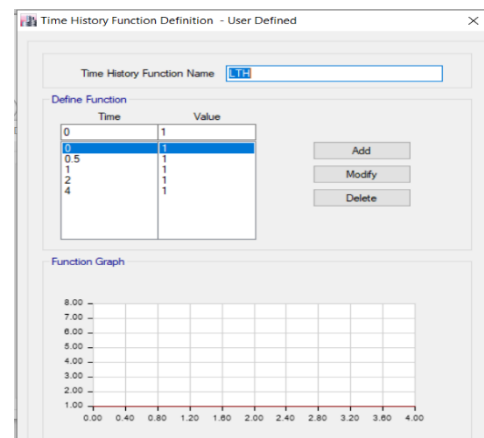 Time History Function Definition - User Defined
Time History Function Name LTH
Define Function
Time Value
0 1
0 1
0.5 1
1 1
2 1
4 1
Add
Modify
Delete
Function Graph
8.00
7.00
6.00
5.00
4.00
3.00
2.00
1.00
0.00 0.40 0.80 1.20 1.60 2.00 2.40 2.80 3.20 3.60 4.00